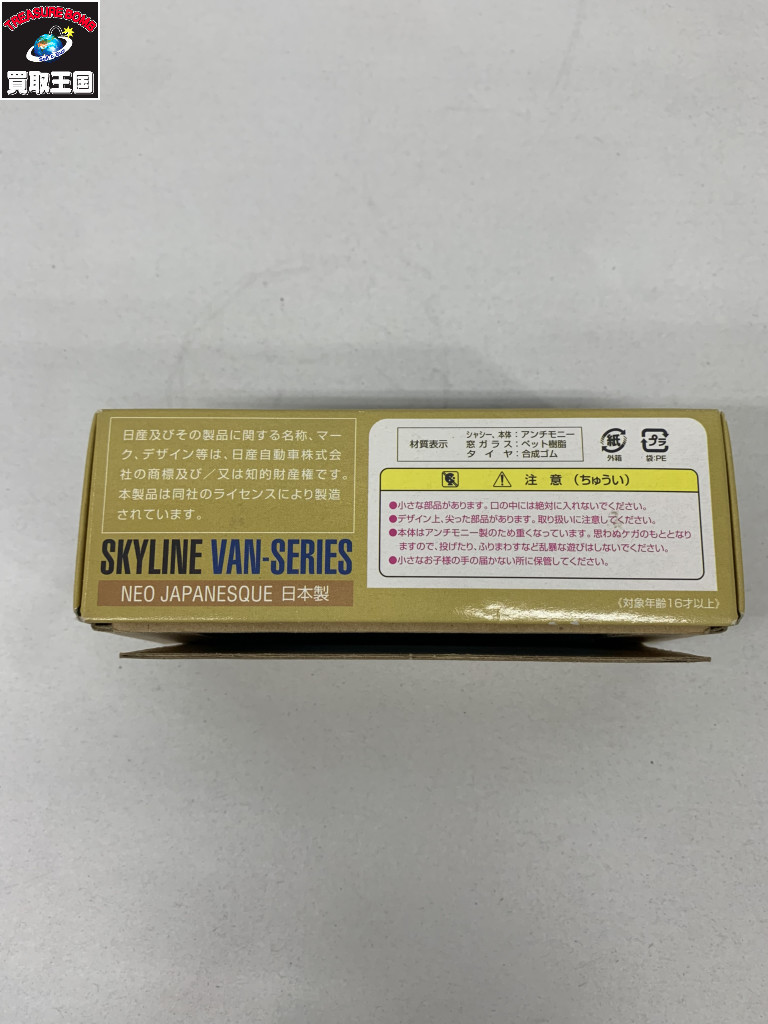 TREASURE BOMB
買取王国
日産及びその製品に関する名称、マー
ク、デザイン等は、日産自動車株式会
社の商標及び／又は知的財産権です。
本製品は同社のライセンスにより製造
されています。
SKYLINE VAN-SERIES
NEO JAPANESQUE 日本製
材質表示
シャシー、本体：アンチモニー
窓ガラス：ペット樹脂
タイヤ：合成ゴム
紙
外箱
プラ
袋:PE
注 意（ちゅうい）
●小さな部品があります。口の中には絶対に入れないでください。
●デザイン上、尖った部品があります。取り扱いに注意してください。
●本体はアンチモニー製のため重くなっています。思わぬケガのもととなり
ますので、投げたり、ふりまわすなど乱暴な遊びはしないでください。
●小さなお子様の手の届かない所に保管してください。
《対象年齢16才以上》